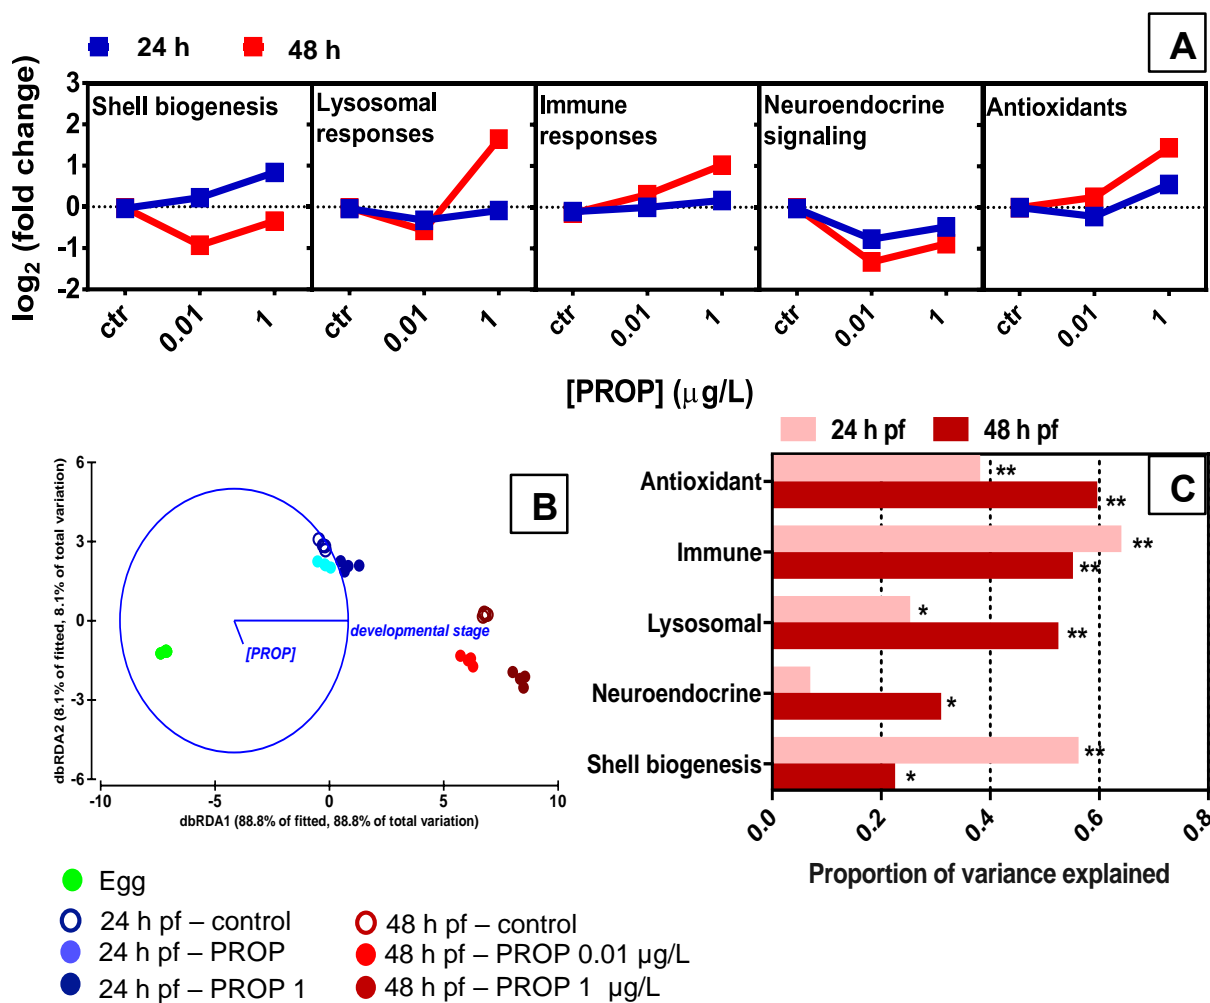 A
24 h
48 h
log2 (fold change)
3
2
1
0
-1
-2
Shell biogenesis
Lysosomal
responses
Immune
responses
Neuroendocrine
signaling
Antioxidants
ctr
0.01
1
ctr
0.01
1
ctr
0.01
1
ctr
0.01
1
ctr
0.01
1
[PROP] (µg/L)
B
dbRDA2 (8.1% of fitted, 8.1% of total variation)
6
3
0
-3
-6
developmental stage
[PROP]
-10
-5
0
5
10
dbRDA1 (88.8% of fitted, 88.8% of total variation)
Egg
24 h pf – control
24 h pf – PROP
24 h pf – PROP 1
48 h pf – control
48 h pf – PROP 0.01 µg/L
48 h pf – PROP 1 µg/L
24 h pf
48 h pf
C
Antioxidant
**
**
Immune
**
**
Lysosomal
*
**
Neuroendocrine
*
Shell biogenesis
**
*
0.0
0.2
0.4
0.6
0.8
Proportion of variance explained